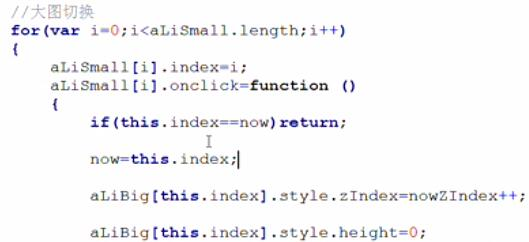 //大图切换
for(var i=0;i<aLiSmall.length;i++)
{
aLiSmall[i].index=i;
aLiSmall[i].onclick=function ()
{
if(this.index==now)return;
now=this.index;
aLiBig[this.index].style.zIndex=nowZIndex++;
aLiBig[this.index].style.height=0;